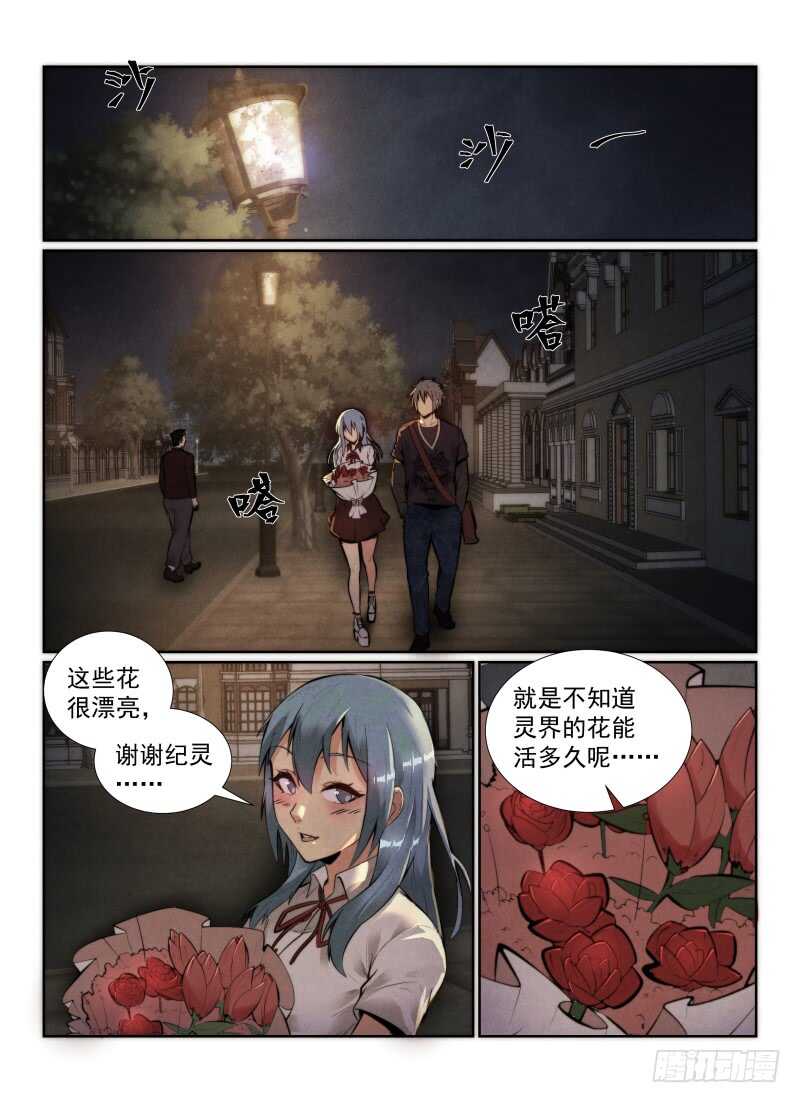 沙
沙一
嗒
嗒
这些花
很漂亮，
谢谢纪灵
……
就是不知道
灵界的花能
活多久呢……
腾讯动漫